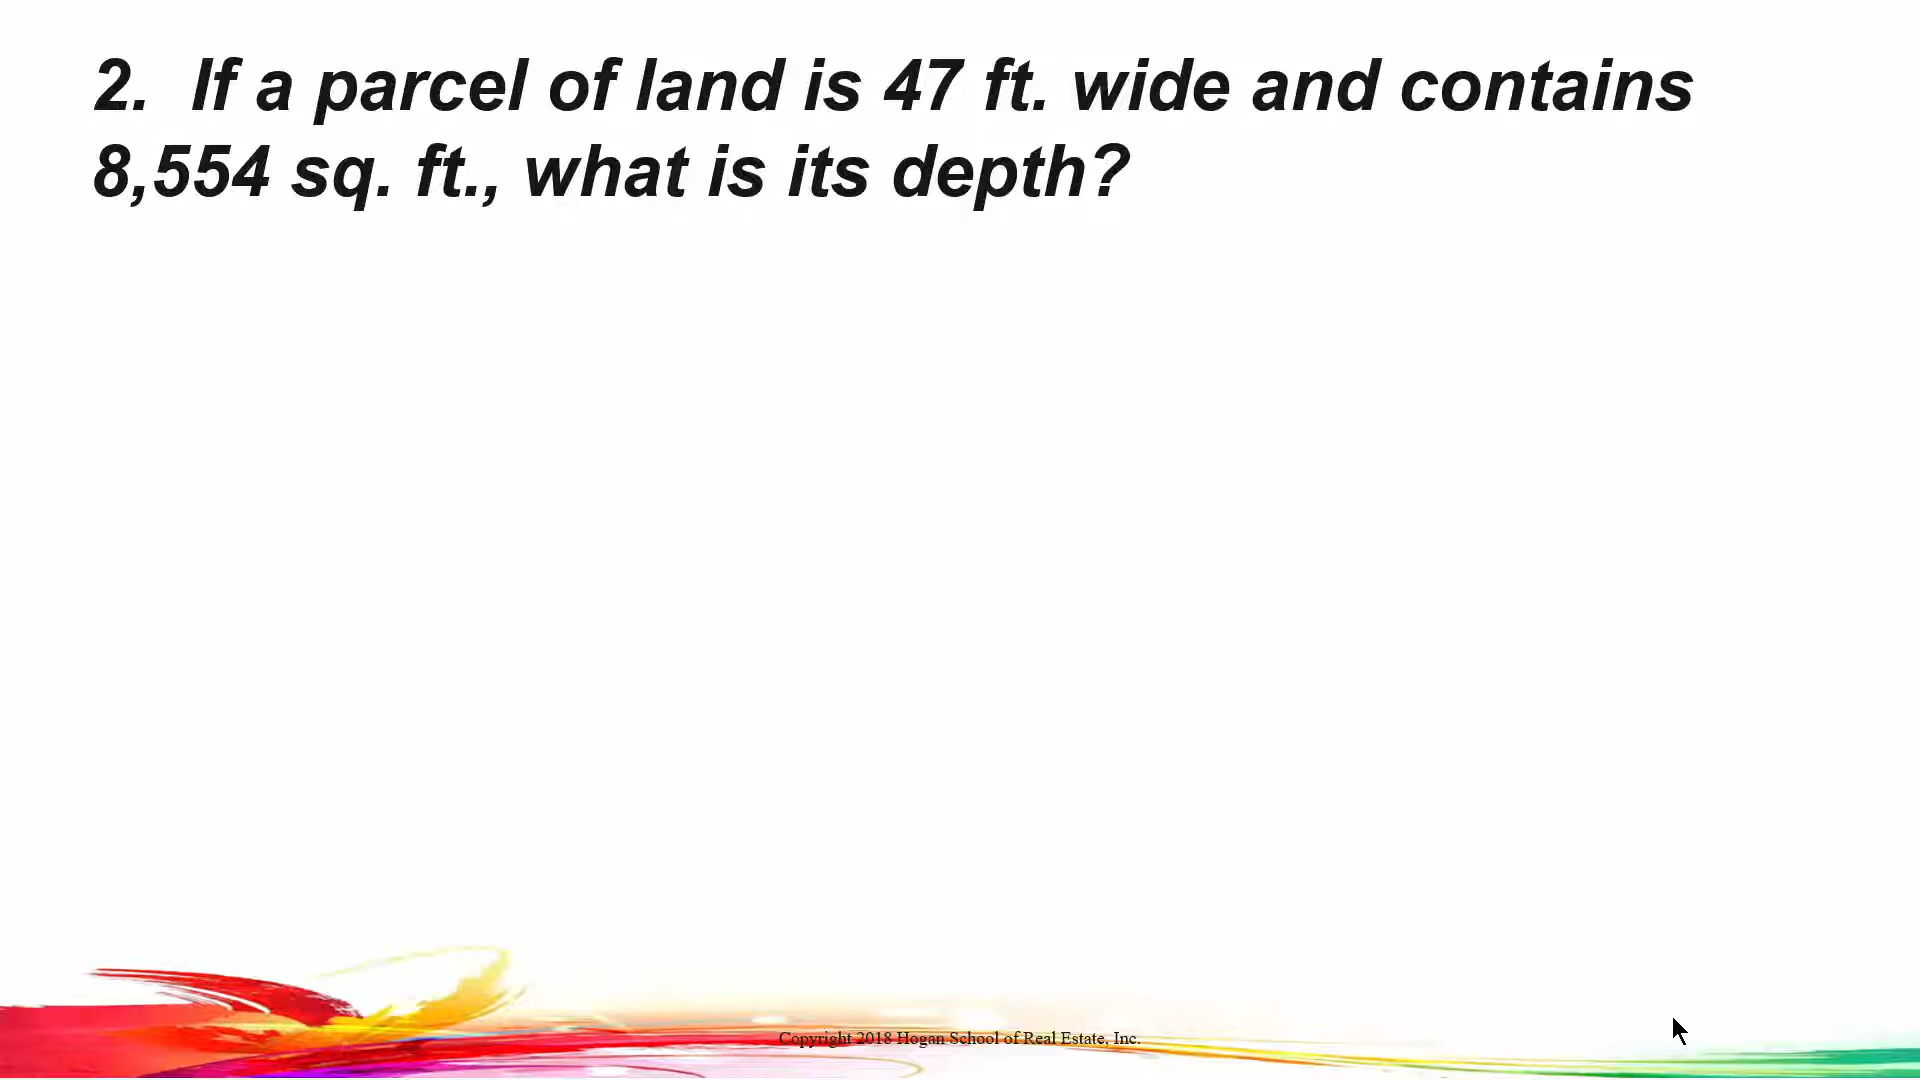 2. If a parcel of land is 47 ft. wide and contains
8,554 sq. ft., what is its depth?
Copyright 2018 Hogan School of Real Estate, Inc.